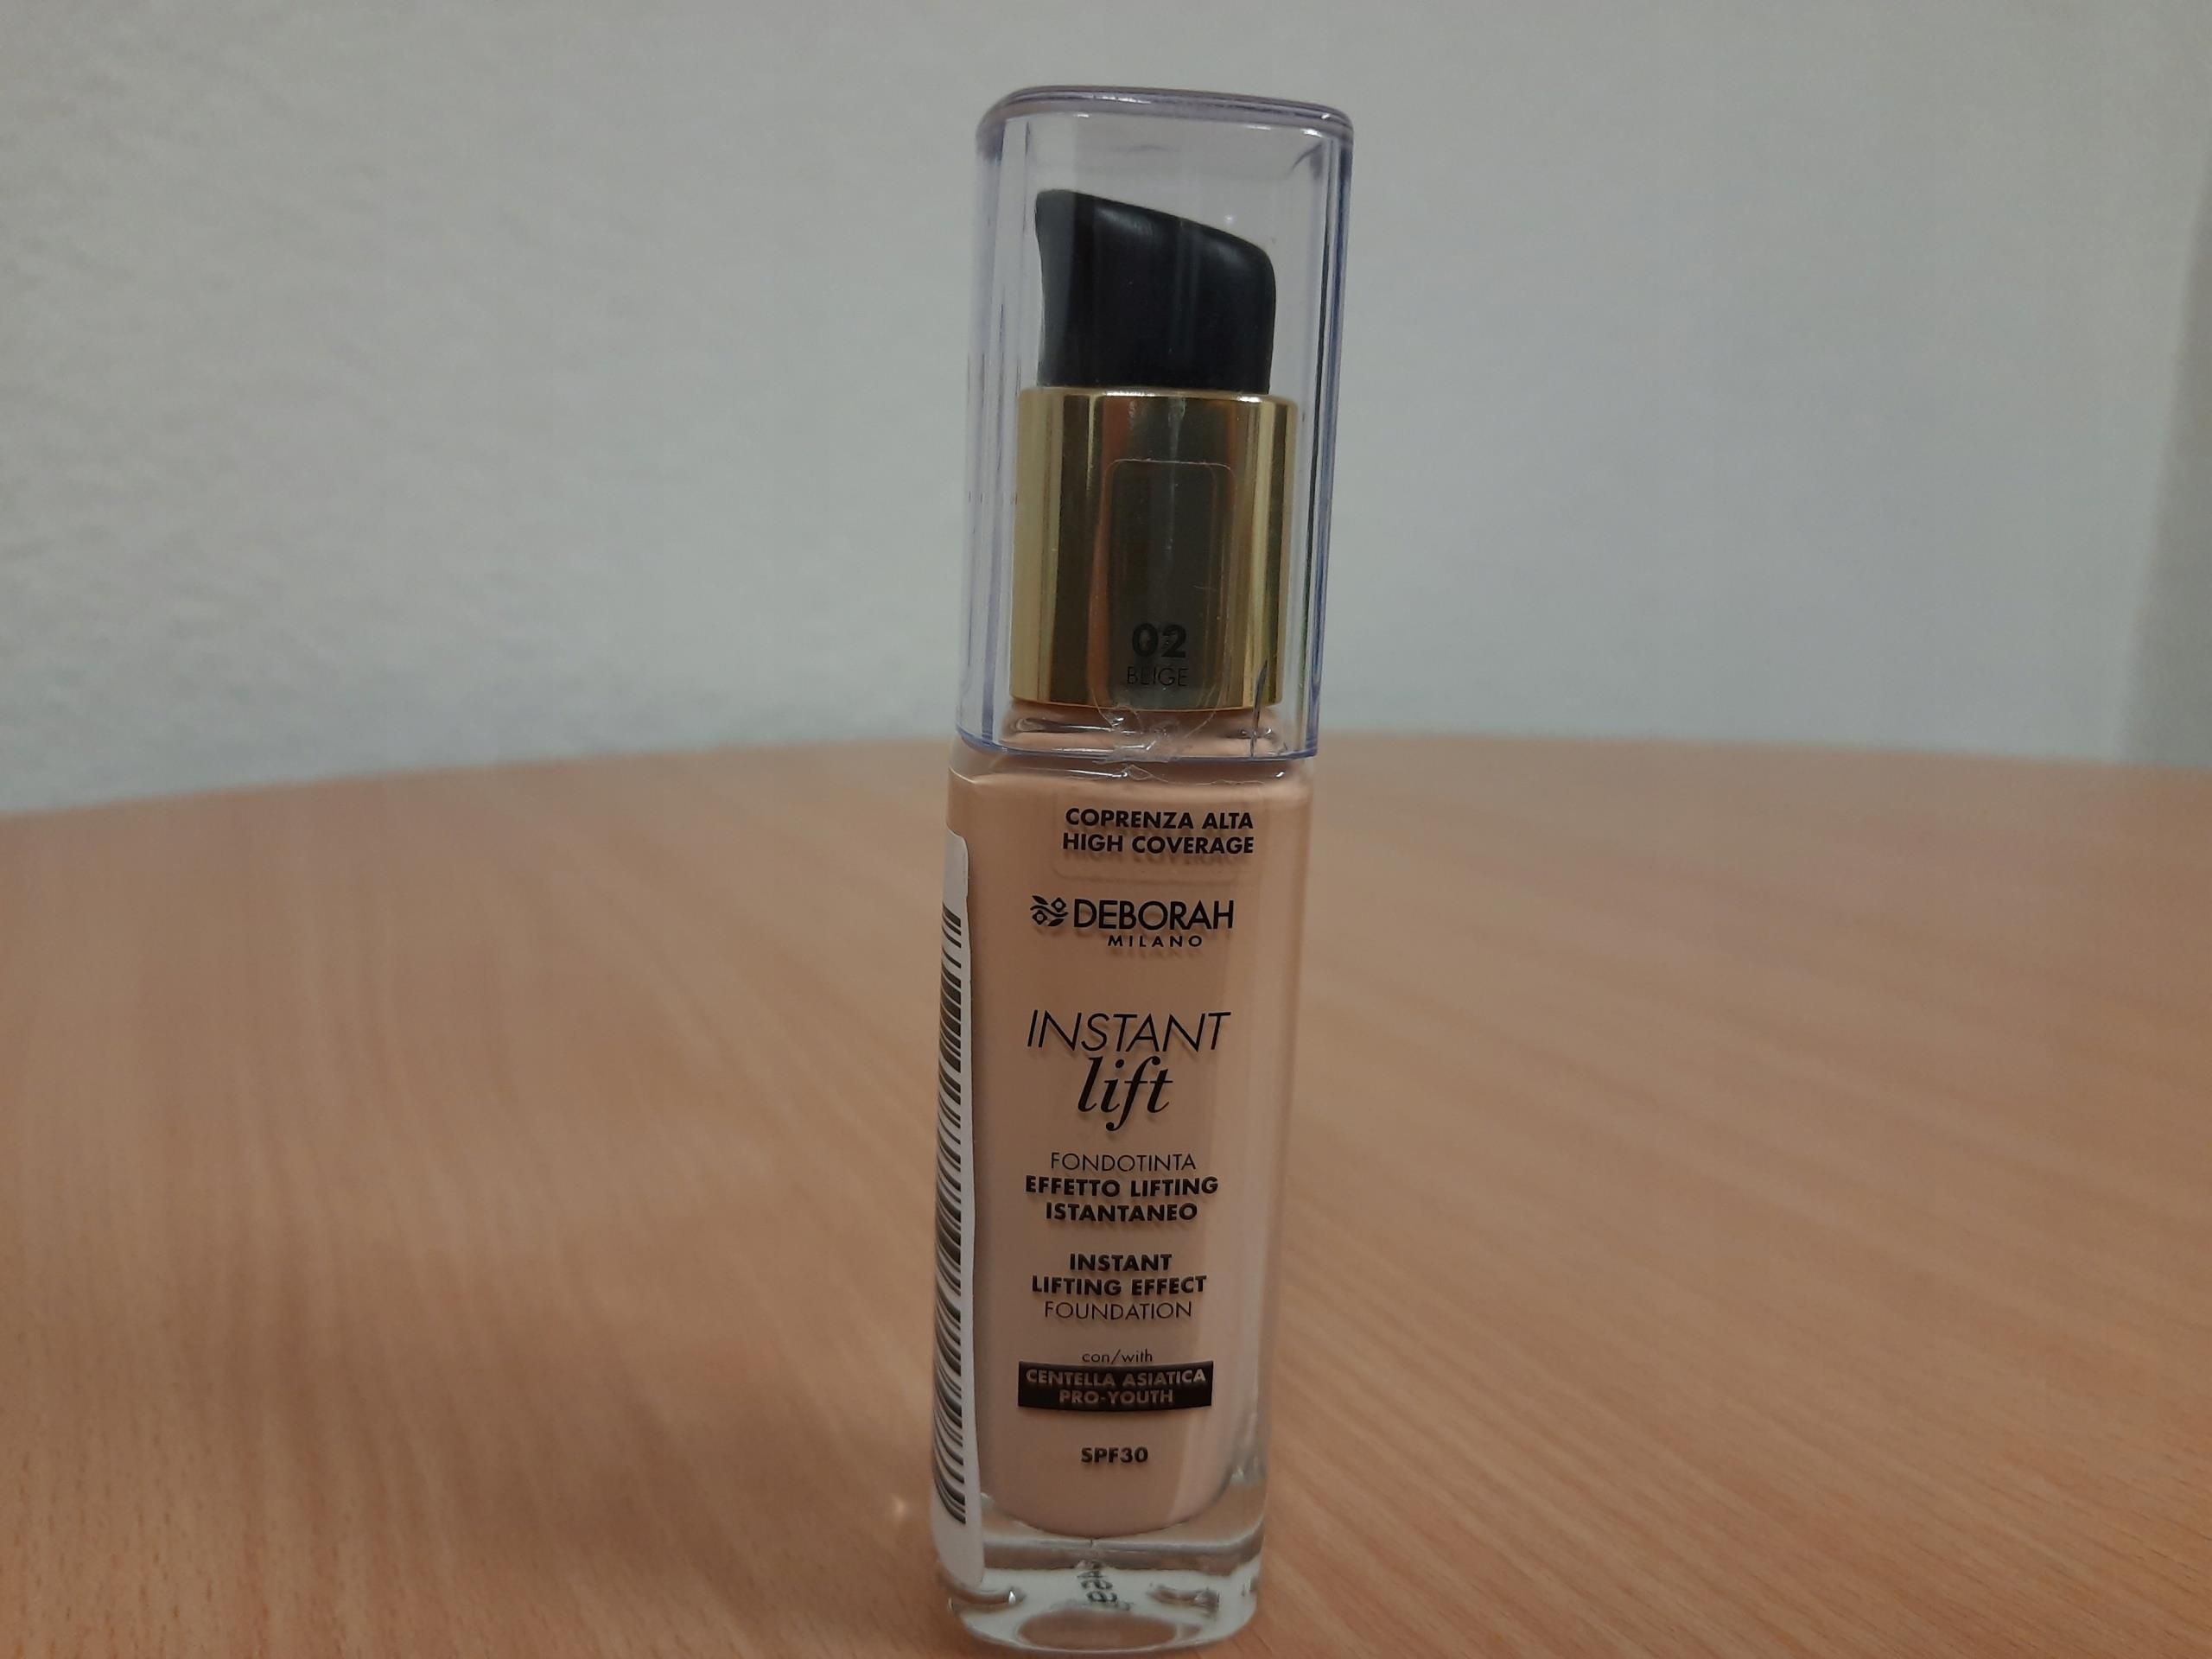 02
BEIGE
COPRENZA ALTA
HIGH COVERAGE
DEBORAH
MILANO
INSTANT
lift
FONDOTINTA
EFFETTO LIFTING
ISTANTANEO
INSTANT
LIFTING EFFECT
FOUNDATION
con/with
CENTELLA ASIATICA
PRO-YOUTH
SPF30